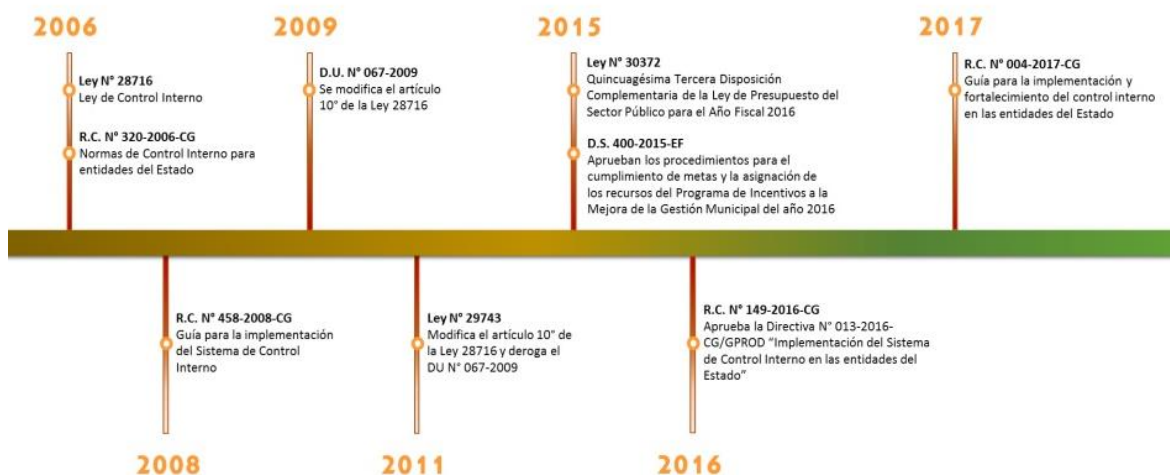 2006
2009
2015
2017
Ley N° 28716
Ley de Control Interno
R.C. N° 320-2006-CG
Normas de Control Interno para
entidades del Estado
D.U. N° 067-2009
Se modifica el artículo
10° de la Ley 28716
Ley N° 30372
Quincuagésima Tercera Disposición
Complementaria de la Ley de Presupuesto del
Sector Público para el Año Fiscal 2016
D.S. 400-2015-EF
Aprueban los procedimientos para el
cumplimiento de metas y la asignación de
los recursos del Programa de Incentivos a la
Mejora de la Gestión Municipal del año 2016
R.C. N° 004-2017-CG
Guía para la implementación y
fortalecimiento del control interno
en las entidades del Estado
R.C. N° 458-2008-CG
Guía para la implementación
del Sistema de Control
Interno
Ley N° 29743
Modifica el artículo 10° de
la Ley 28716 y deroga el
DU N° 067-2009
R.C. N° 149-2016-CG
Aprueba la Directiva N° 013-2016-
CG/GPROD "Implementación del Sistema
de Control Interno en las entidades del
Estado"
2008
2011
2016